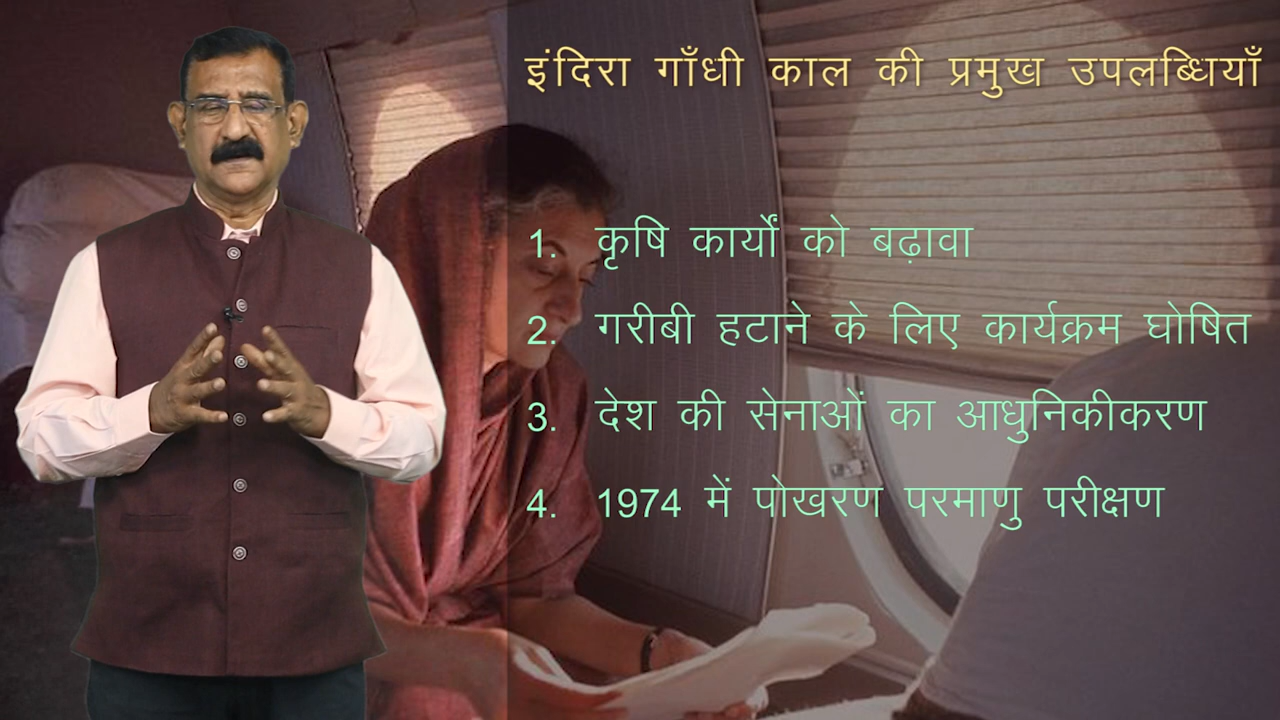 इंदिरा गाँधी काल की प्रमुख उपलब्धियाँ
1. कृषि कार्यों को बढ़ावा
2. गरीबी हटाने के लिए कार्यक्रम घोषित
3. देश की सेनाओं का आधुनिकीकरण
4. 1974 में पोखरण परमाणु परीक्षण